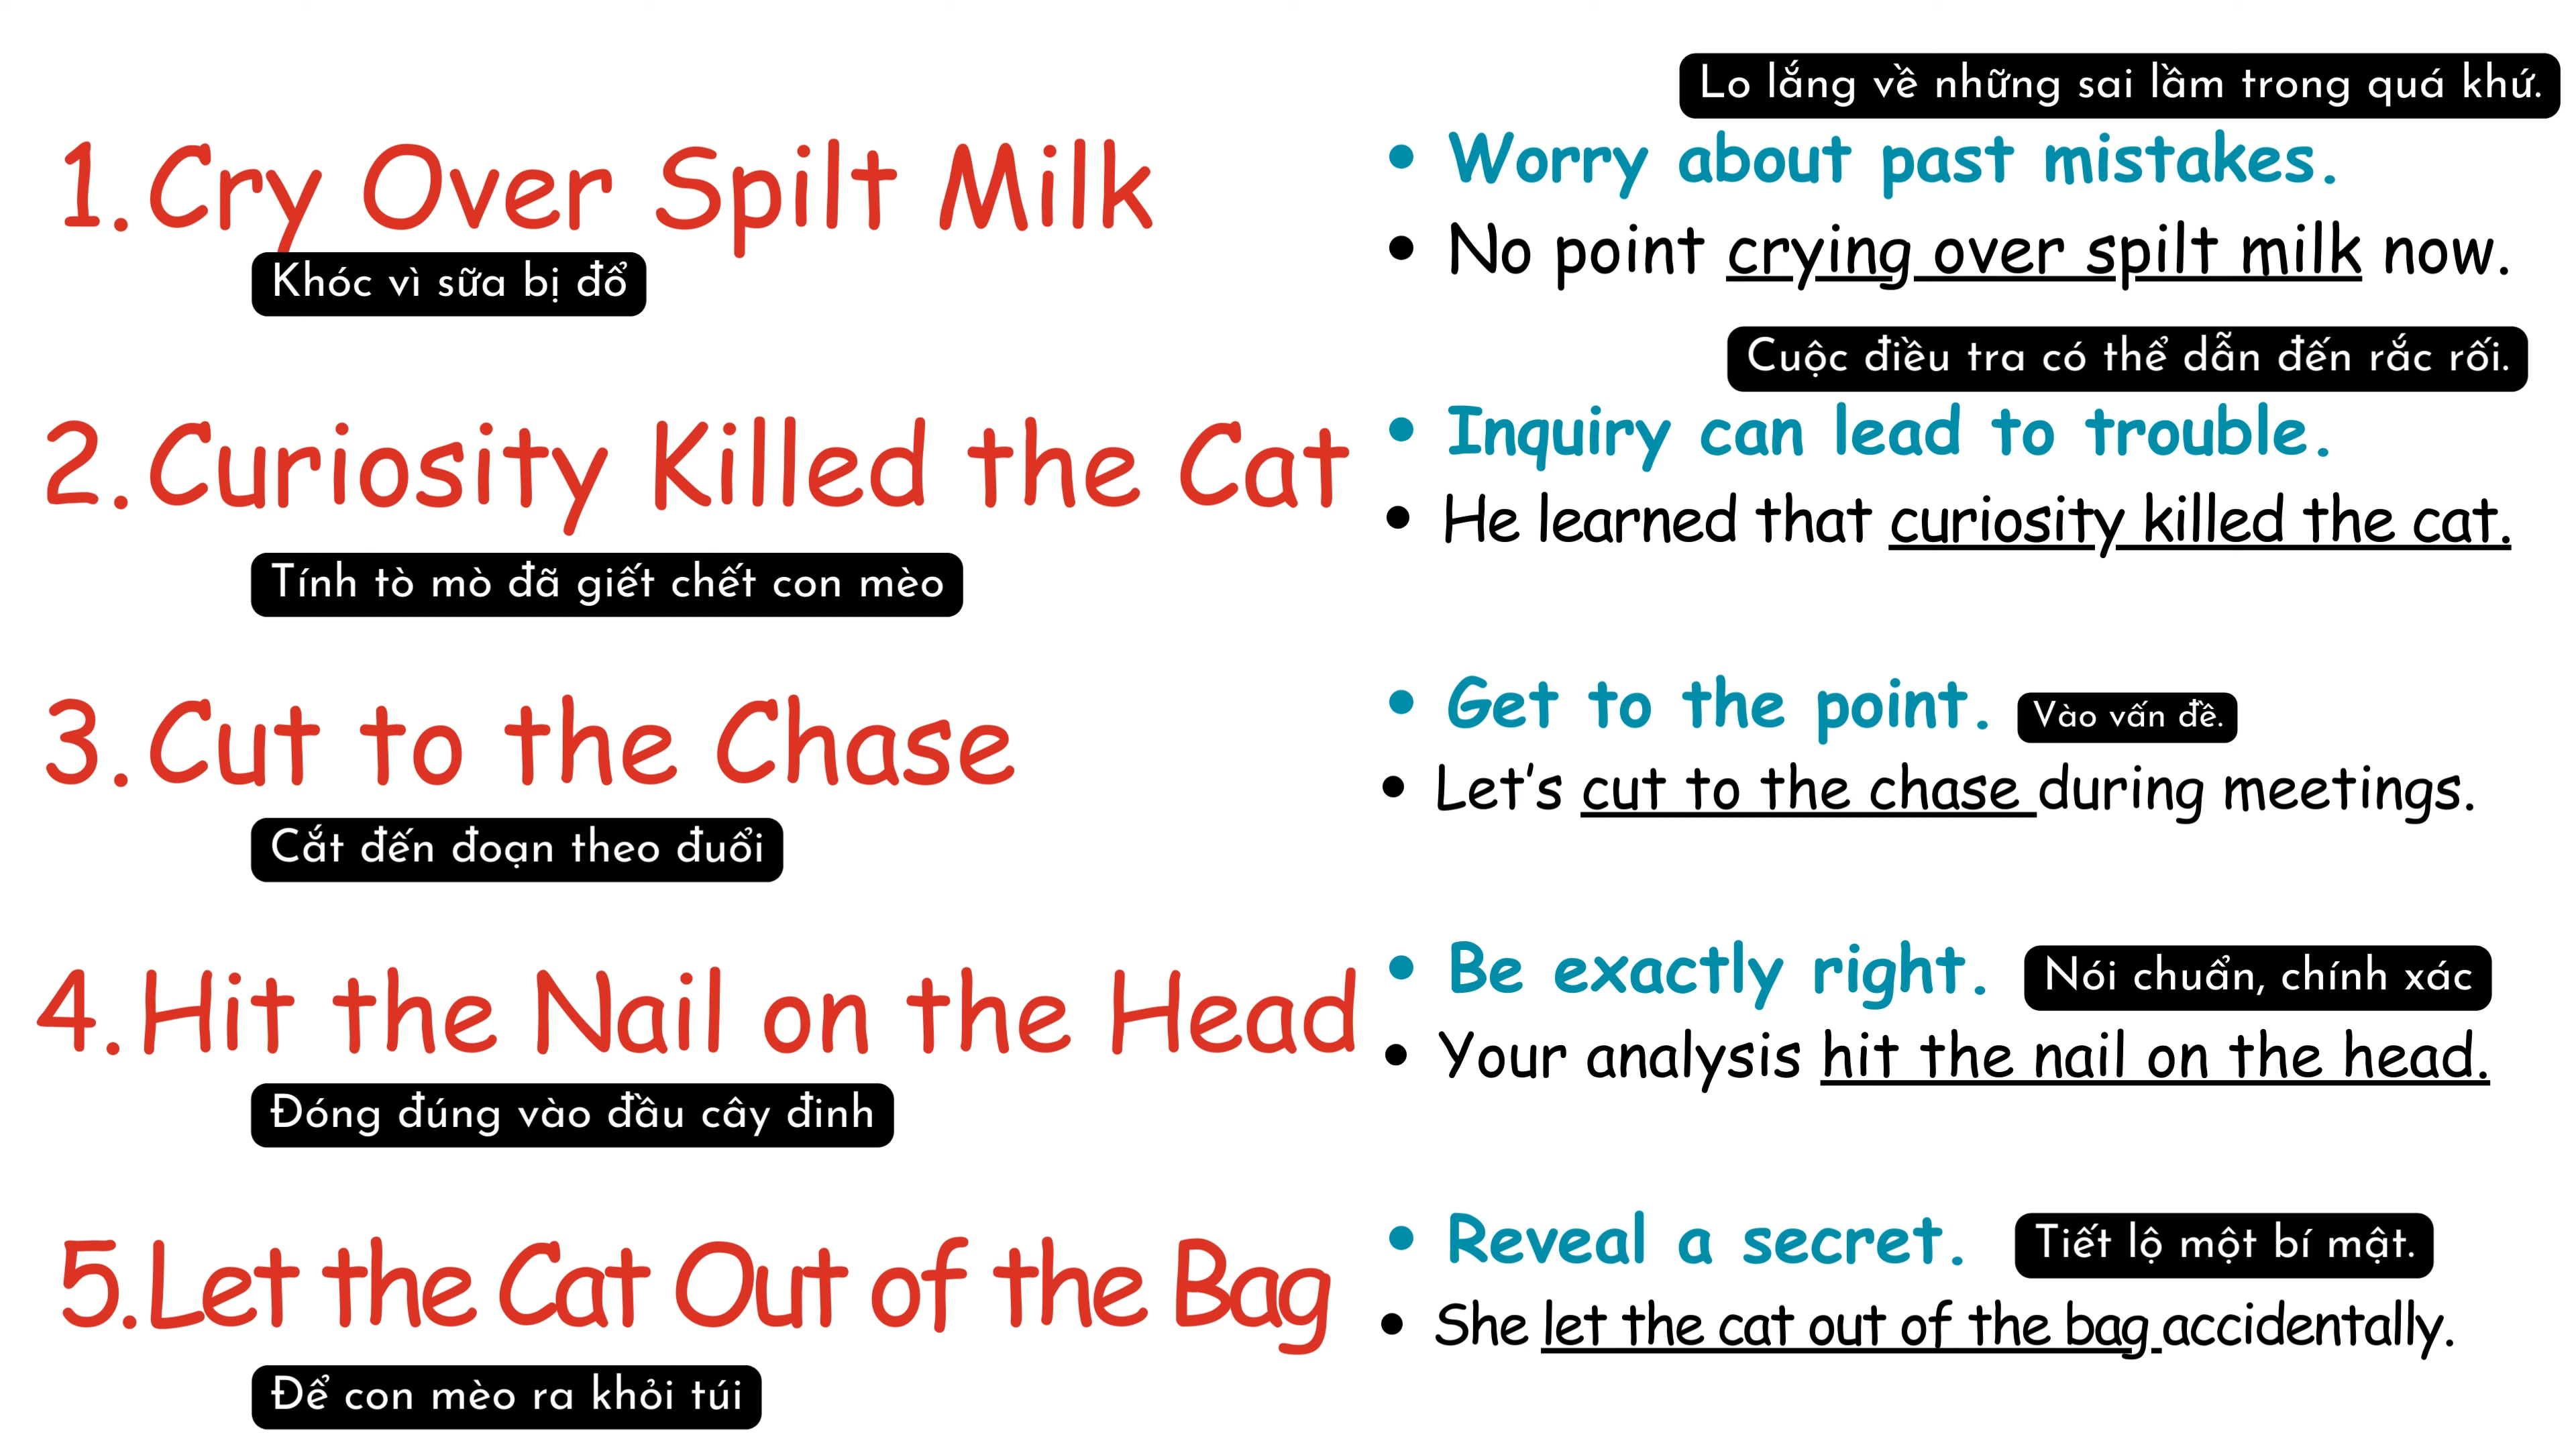 1. Cry Over Spilt Milk
Khóc vì sữa bị đổ
Lo lắng về những sai lầm trong quá khứ.
• Worry about past mistakes.
• No point crying over spilt milk now.
2. Curiosity Killed the Cat
Tính tò mò đã giết chết con mèo
Cuộc điều tra có thể dẫn đến rắc rối.
• Inquiry can lead to trouble.
• He learned that curiosity killed the cat.
3. Cut to the Chase
Cắt đến đoạn theo đuổi
• Get to the point. Vào vấn đề.
• Let's cut to the chase during meetings.
4. Hit the Nail on the Head
Đóng đúng vào đầu cây đinh
• Be exactly right. Nói chuẩn, chính xác
• Your analysis hit the nail on the head.
5. Let the Cat Out of the Bag
Để con mèo ra khỏi túi
• Reveal a secret. Tiết lộ một bí mật.
• She let the cat out of the bag accidentally.